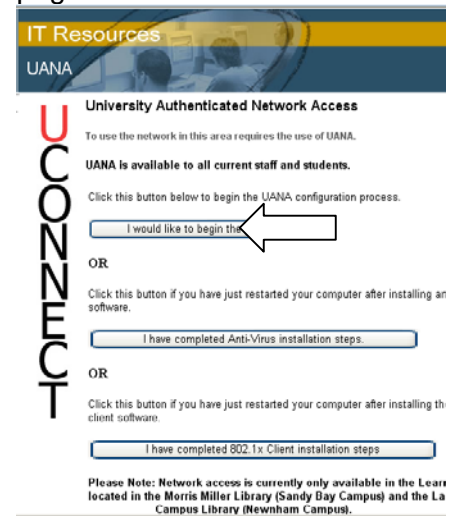 IT Resources
UANA
UCONNECT
University Authenticated Network Access
To use the network in this area requires the use of UANA.
UANA is available to all current staff and students.
Click this button below to begin the UANA configuration process.
I would like to begin the
OR
Click this button if you have just restarted your computer after installing
software.
I have completed Anti-Virus installation steps.
OR
Click this button if you have just restarted your computer after installing
client software.
I have completed 802.1x Client installation steps
Please Note: Network access is currently only available in the
located in the Morris Miller Library (Sandy Bay Campus) and the
Campus Library (Newnham Campus).